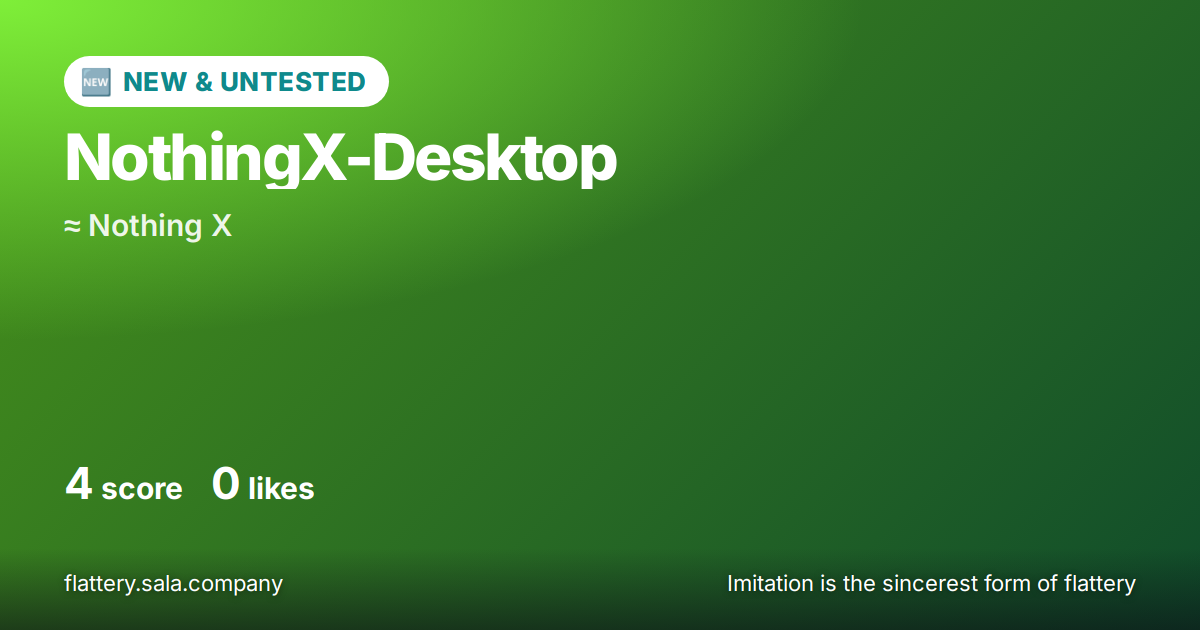 🆕 NEW & UNTESTED
NothingX-Desktop
≈ Nothing X
4 score 0 likes
flattery.sala.company
Imitation is the sincerest form of flattery